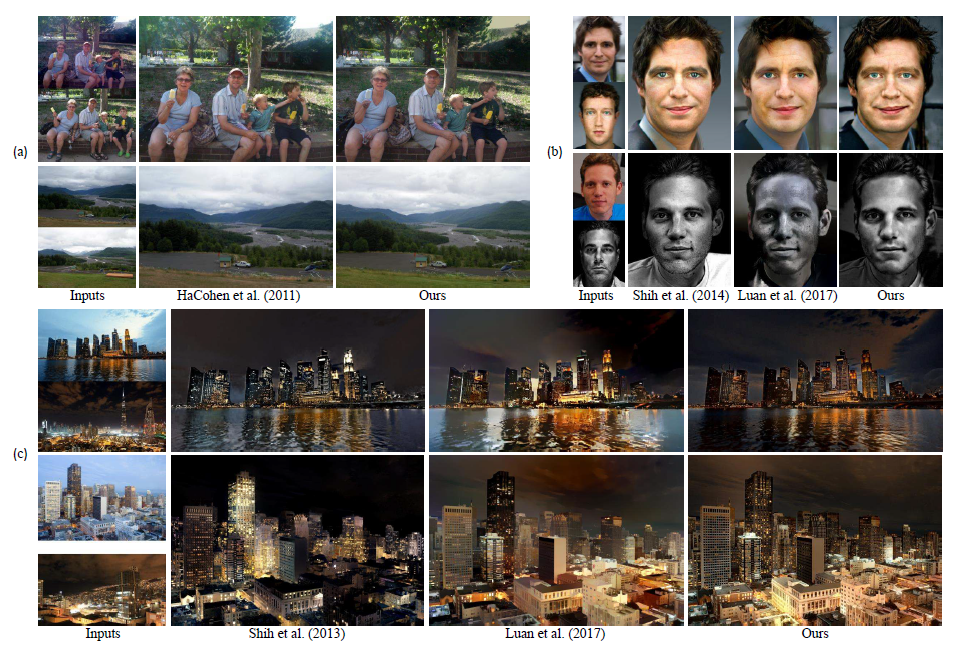 (a)
(b)
Inputs
HaCohen et al. (2011)
Ours
Inputs
Shih et al. (2014)
Luan et al. (2017)
Ours
(c)
Inputs
Shih et al. (2013)
Luan et al. (2017)
Ours